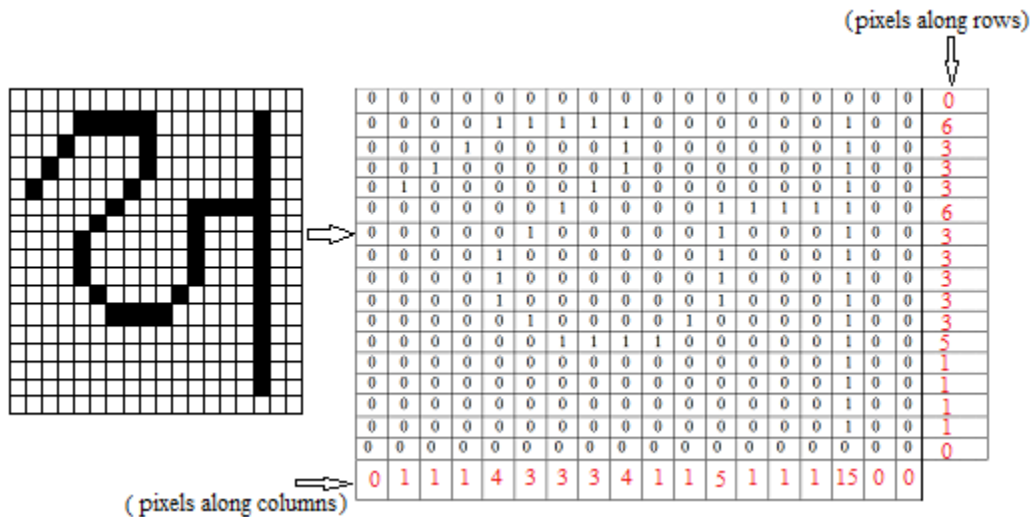 (pixels along rows)
0 0 0 0 0 0 0 0 0 0 0 0 0 0 0 0 0 0 0
0 0 0 0 1 1 1 1 1 0 0 0 0 0 0 1 0 0 6
0 0 0 1 0 0 0 0 1 0 0 0 0 0 0 1 0 0 3
0 0 1 0 0 0 0 0 1 0 0 0 0 0 0 1 0 0 3
0 1 0 0 0 0 0 1 0 0 0 0 0 0 0 1 0 0 3
0 0 0 0 0 0 1 0 0 0 0 1 1 1 1 1 0 0 6
0 0 0 0 0 1 0 0 0 0 0 1 0 0 0 1 0 0 3
0 0 0 0 1 0 0 0 0 0 0 1 0 0 0 1 0 0 3
0 0 0 0 1 0 0 0 0 0 0 1 0 0 0 1 0 0 3
0 0 0 0 1 0 0 0 0 0 0 1 0 0 0 1 0 0 3
0 0 0 0 0 1 0 0 0 0 1 0 0 0 0 1 0 0 3
0 0 0 0 0 0 1 1 1 1 0 0 0 0 0 1 0 0 5
0 0 0 0 0 0 0 0 0 0 0 0 0 0 0 1 0 0 1
0 0 0 0 0 0 0 0 0 0 0 0 0 0 0 1 0 0 1
0 0 0 0 0 0 0 0 0 0 0 0 0 0 0 1 0 0 1
0 0 0 0 0 0 0 0 0 0 0 0 0 0 0 1 0 0 1
0 0 0 0 0 0 0 0 0 0 0 0 0 0 0 0 0 0 0
0 1 1 1 4 3 3 3 4 1 1 5 1 1 1 15 0 0
( pixels along columns)